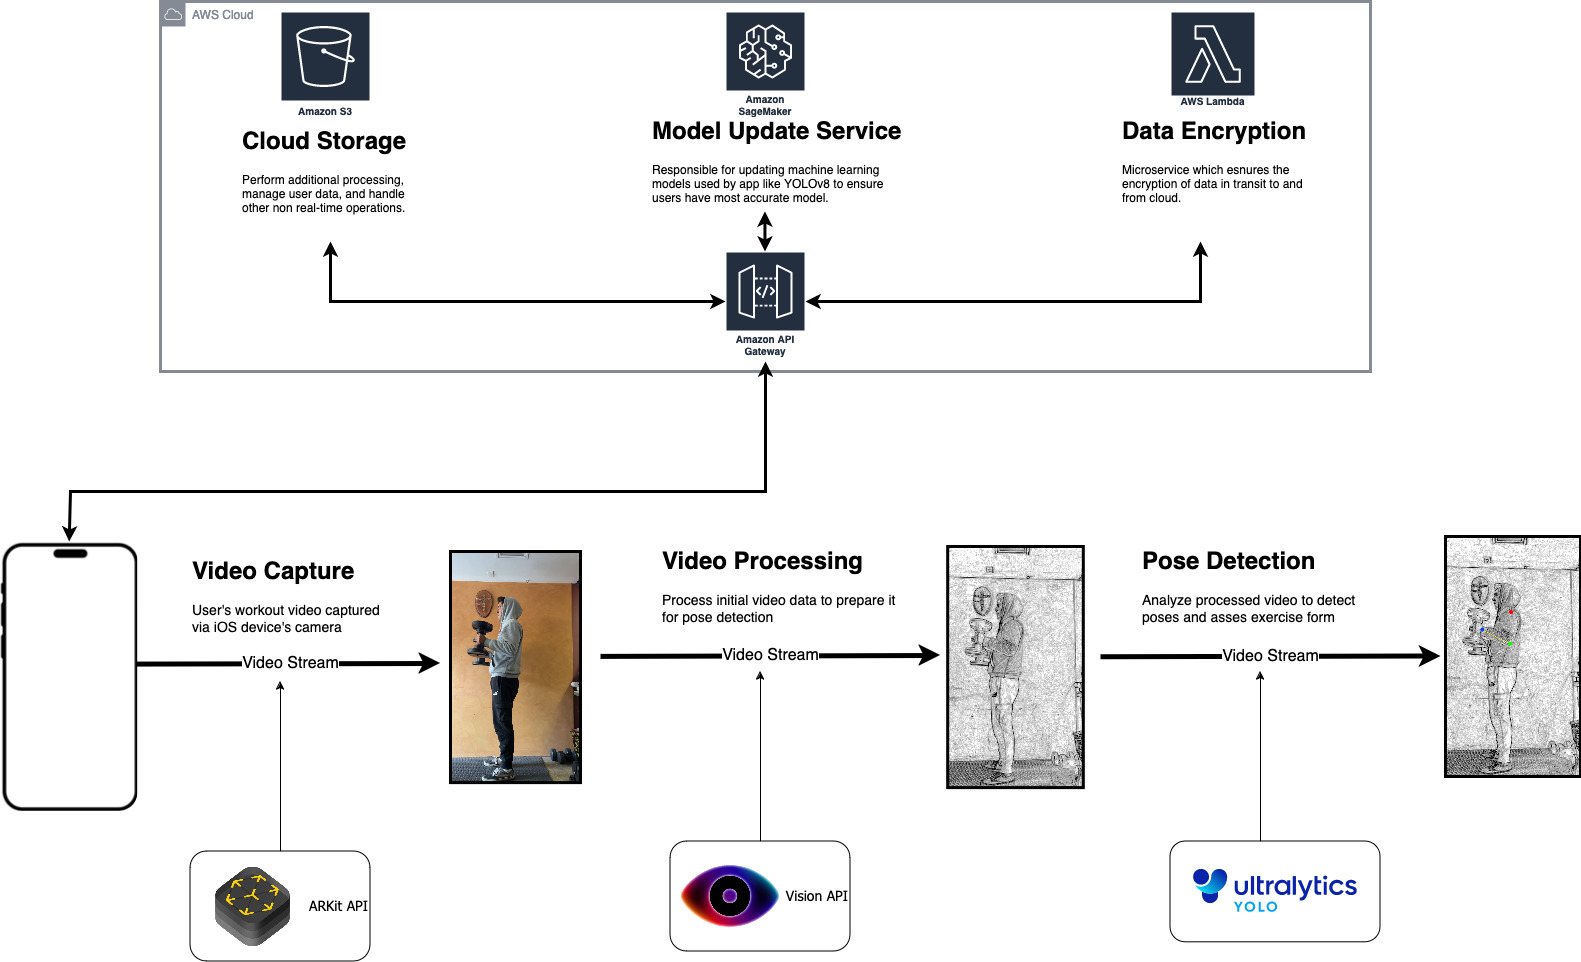 AWS Cloud
Amazon S3
Cloud Storage
Perform additional processing,
manage user data, and handle
other non real-time operations.
Amazon
SageMaker
Model Update Service
Responsible for updating machine learning
models used by app like YOLOv8 to ensure
users have most accurate model.
AWS Lambda
Data Encryption
Microservice which esnures the
encryption of data in transit to and
from cloud.
</>
Amazon API
Gateway
Video Capture
User's workout video captured
via iOS device's camera
Video Stream
Video Processing
Process initial video data to prepare it
for pose detection
Video Stream
Pose Detection
Analyze processed video to detect
poses and asses exercise form
Video Stream
ARKit API
Vision API
ultralytics
YOLO